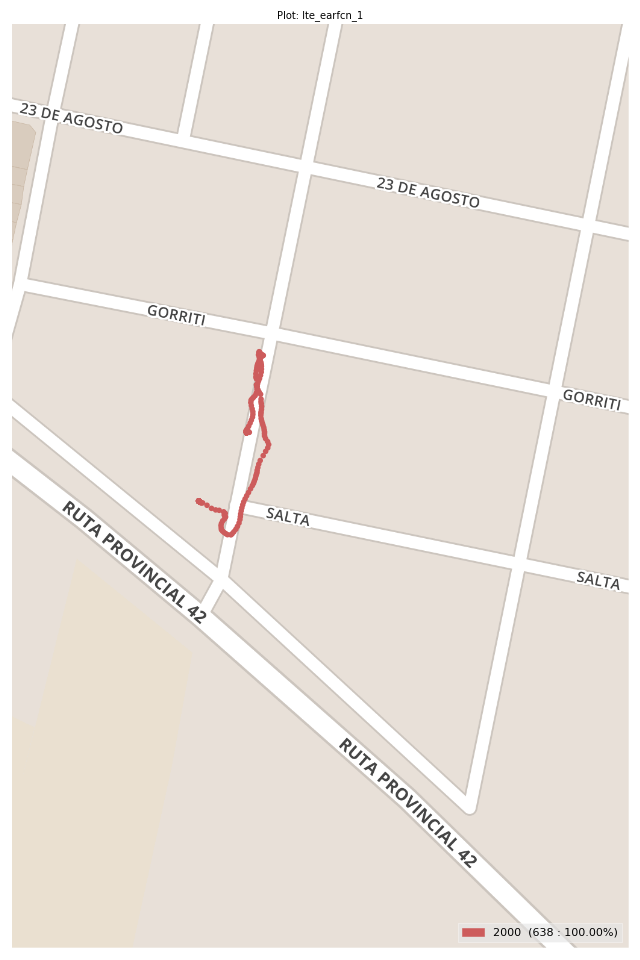 Plot: lte_earfcn_1
23 DE AGOSTO
23 DE AGOSTO
GORRITI
GORRITI
SALTA
SALTA
RUTA PROVINCIAL 42
RUTA PROVINCIAL 42
2000 (638 : 100.00%)